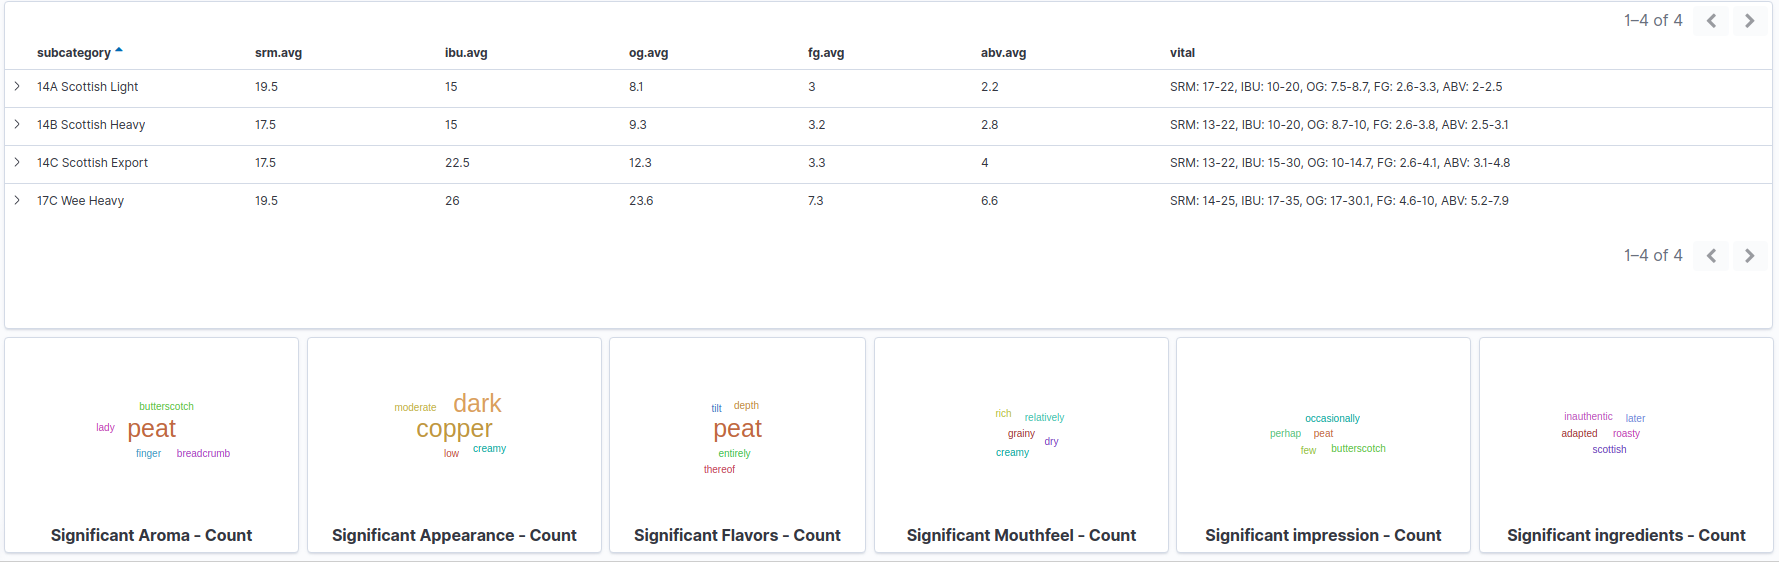 1–4 of 4
subcategory srm.avg ibu.avg og.avg fg.avg abv.avg vital
14A Scottish Light 19.5 15 8.1 3 2.2 SRM: 17-22, IBU: 10-20, OG: 7.5-8.7, FG: 2.6-3.3, ABV: 2-2.5
14B Scottish Heavy 17.5 15 9.3 3.2 2.8 SRM: 13-22, IBU: 10-20, OG: 8.7-10, FG: 2.6-3.8, ABV: 2.5-3.1
14C Scottish Export 17.5 22.5 12.3 3.3 4 SRM: 13-22, IBU: 15-30, OG: 10-14.7, FG: 2.6-4.1, ABV: 3.1-4.8
17C Wee Heavy 19.5 26 23.6 7.3 6.6 SRM: 14-25, IBU: 17-35, OG: 17-30.1, FG: 4.6-10, ABV: 5.2-7.9
1–4 of 4
butterscotch
lady peat
finger breadcrumb
Significant Aroma - Count
moderate dark
copper
low creamy
Significant Appearance - Count
tilt depth
peat
entirely
thereof
Significant Flavors - Count
rich relatively
grainy dry
creamy
Significant Mouthfeel - Count
occasionally
perhap peat
few butterscotch
Significant impression - Count
inauthentic later
adapted roasty
scottish
Significant ingredients - Count